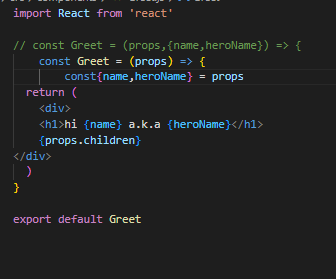 import React from 'react'
// const Greet = (props,{name,heroName}) => {
const Greet = (props) => {
const{name,heroName} = props
return (
<div>
<h1>hi {name} a.k.a {heroName}</h1>
{props.children}
</div>
)
}
export default Greet